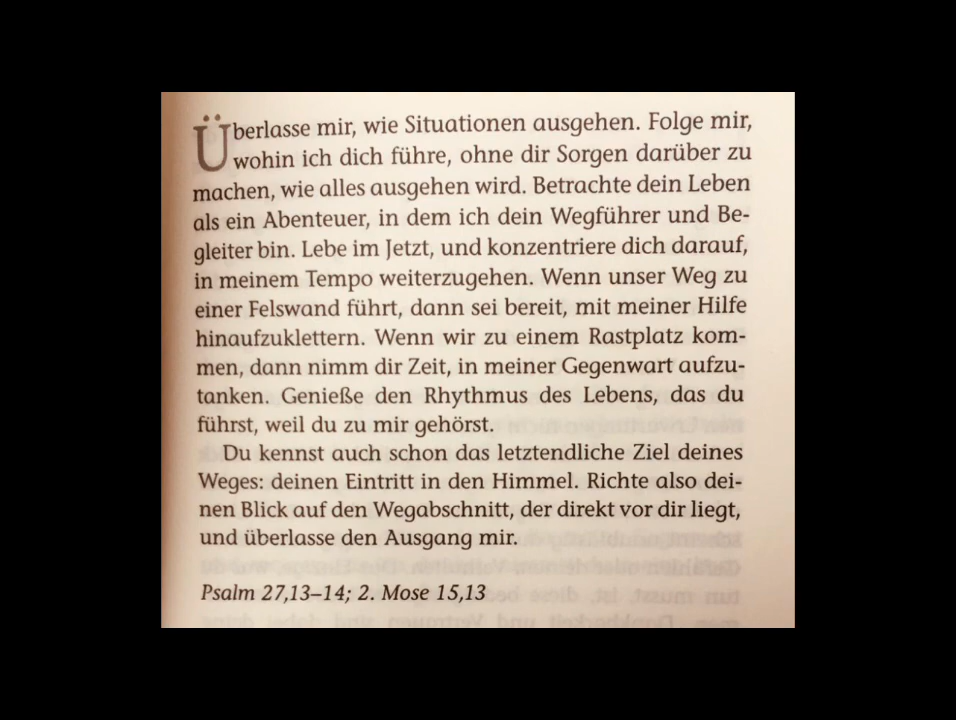 Überlasse mir, wie Situationen ausgehen. Folge mir,
wohin ich dich führe, ohne dir Sorgen darüber zu
machen, wie alles ausgehen wird. Betrachte dein Leben
als ein Abenteuer, in dem ich dein Wegführer und Be-
gleiter bin. Lebe im Jetzt, und konzentriere dich darauf,
in meinem Tempo weiterzugehen. Wenn unser Weg zu
einer Felswand führt, dann sei bereit, mit meiner Hilfe
hinaufzuklettern. Wenn wir zu einem Rastplatz kom-
men, dann nimm dir Zeit, in meiner Gegenwart aufzu-
tanken. Genieße den Rhythmus des Lebens, das du
führst, weil du zu mir gehörst.
Du kennst auch schon das letztendliche Ziel deines
Weges: deinen Eintritt in den Himmel. Richte also dei-
nen Blick auf den Wegabschnitt, der direkt vor dir liegt,
und überlasse den Ausgang mir.
Psalm 27,13–14; 2. Mose 15,13